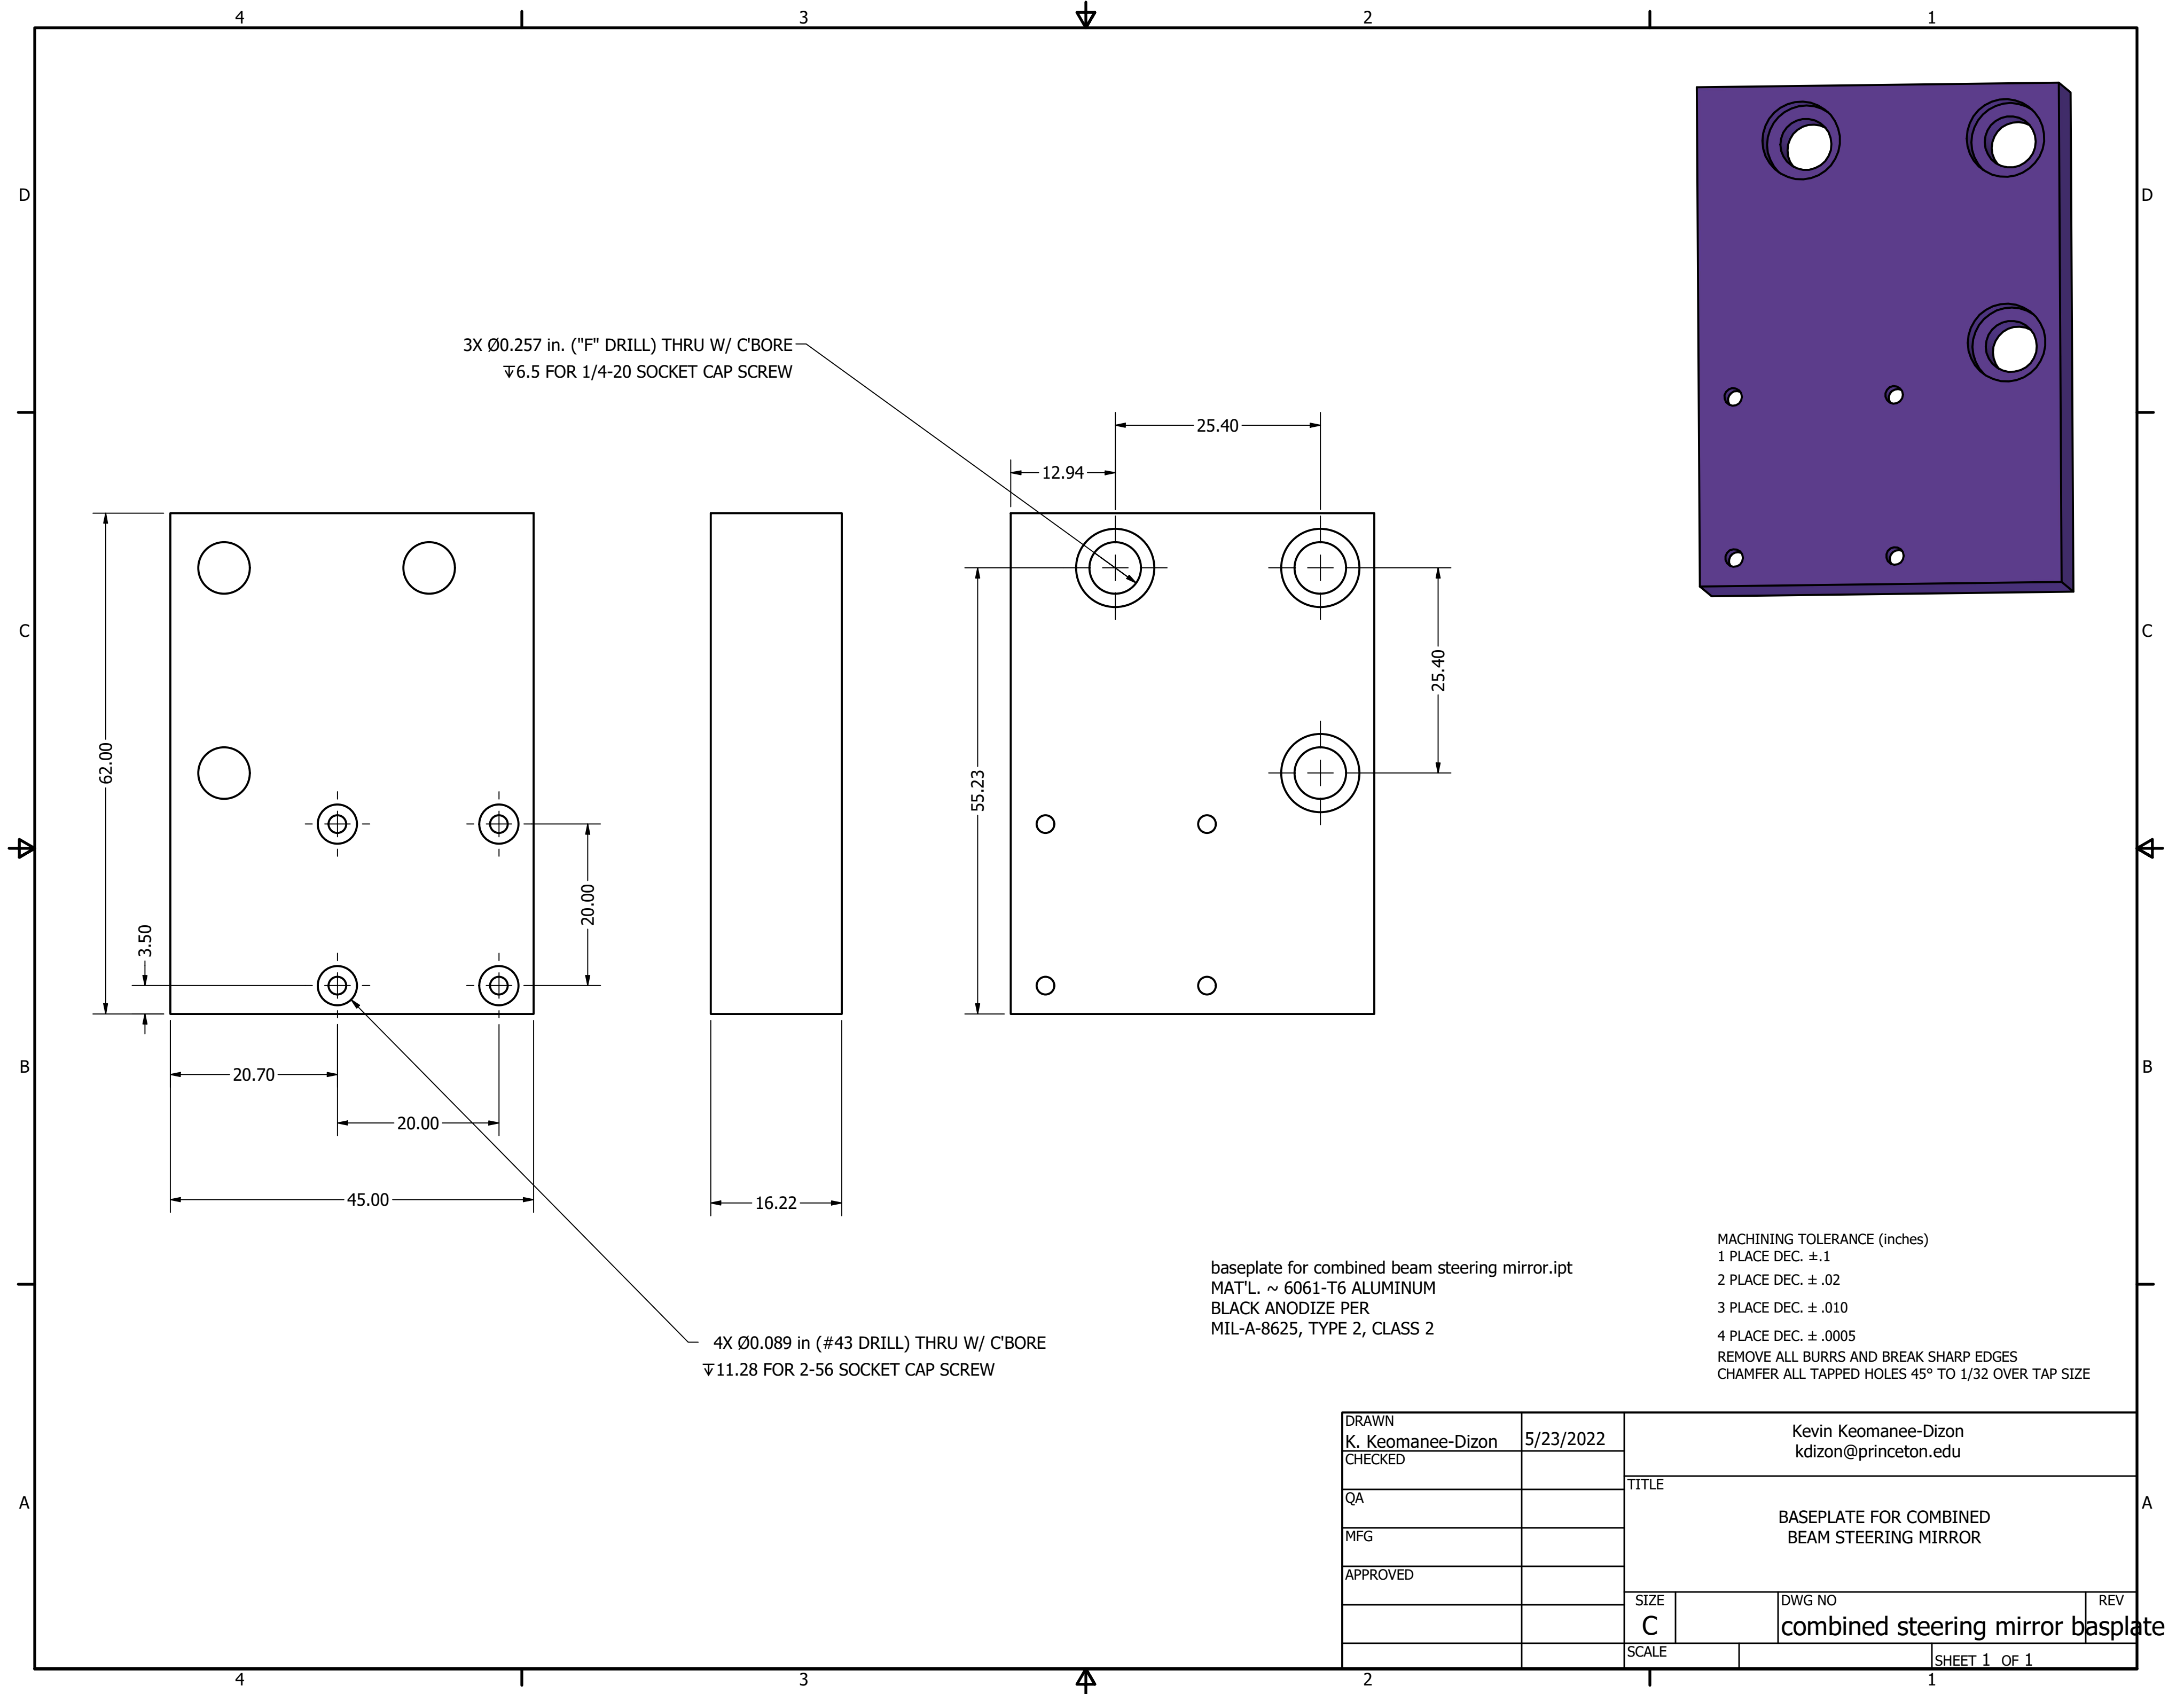 4 3 2 1
D D
3X Ø0.257 in. ("F" DRILL) THRU W/ C'BORE
↧6.5 FOR 1/4-20 SOCKET CAP SCREW
25.40
12.94
C C
25.40
62.00
55.23
20.00
3.50
B B
20.70
20.00
45.00
16.22
4X Ø0.089 in (#43 DRILL) THRU W/ C'BORE
↧11.28 FOR 2-56 SOCKET CAP SCREW
baseplate for combined beam steering mirror.ipt
MAT'L. ~ 6061-T6 ALUMINUM
BLACK ANODIZE PER
MIL-A-8625, TYPE 2, CLASS 2
MACHINING TOLERANCE (inches)
1 PLACE DEC. ±.1
2 PLACE DEC. ± .02
3 PLACE DEC. ± .010
4 PLACE DEC. ± .0005
REMOVE ALL BURRS AND BREAK SHARP EDGES
CHAMFER ALL TAPPED HOLES 45° TO 1/32 OVER TAP SIZE
DRAWN
K. Keomanee-Dizon 5/23/2022
CHECKED
QA
MFG
APPROVED
Kevin Keomanee-Dizon
kdizon@princeton.edu
TITLE
BASEPLATE FOR COMBINED
BEAM STEERING MIRROR
A A
SIZE
C
DWG NO
combined steering mirror basplate
REV
SCALE
SHEET 1 OF 1
4 3 2 1